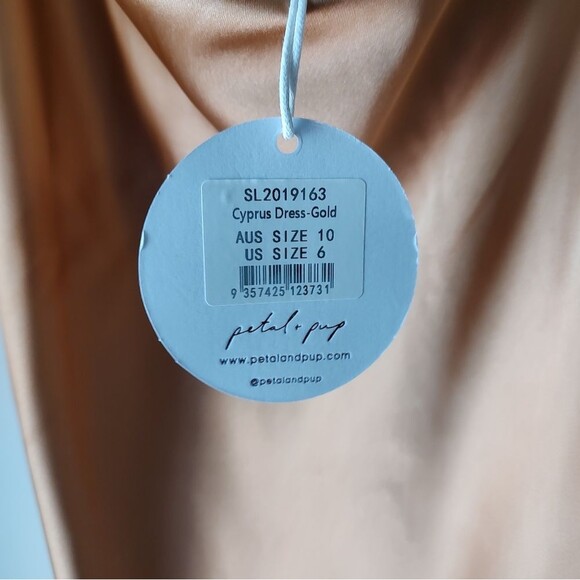 SL2019163
Cyprus Dress-Gold
AUS SIZE 10
US SIZE 6
9 357425 123731
petal + pup
www.petalandpup.com
@petalandpup